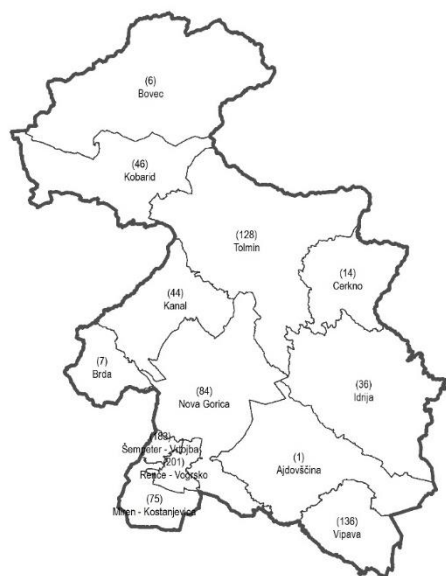 (6)
Bovec
(46)
Kobarid
(128)
Tolmin
(14)
Cerkno
(44)
Kanal
(7)
Brda
(84)
Nova Gorica
(36)
Idrija
(183)
Šempeter - Vrtojba
(201)
Renče - Vogrsko
(1)
Ajdovščina
(75)
Miren - Kostanjevica
(136)
Vipava